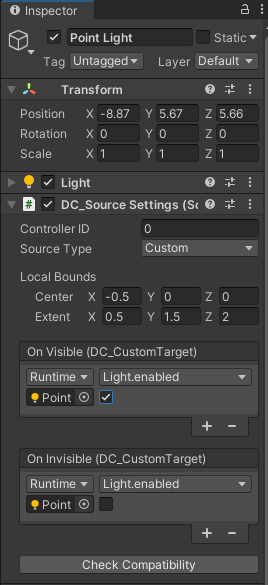 Inspector
Point Light Static
Tag Untagged Layer Default
Transform
Position X -8.87 Y 5.67 Z 5.66
Rotation X 0 Y 0 Z 0
Scale X 1 Y 1 Z 1
Light
DC_Source Settings (Sc
Controller ID 0
Source Type Custom
Local Bounds
Center X -0.5 Y 0 Z 0
Extent X 0.5 Y 1.5 Z 2
On Visible (DC_CustomTarget)
Runtime Light.enabled
Point
+ −
On Invisible (DC_CustomTarget)
Runtime Light.enabled
Point
+ −
Check Compatibility